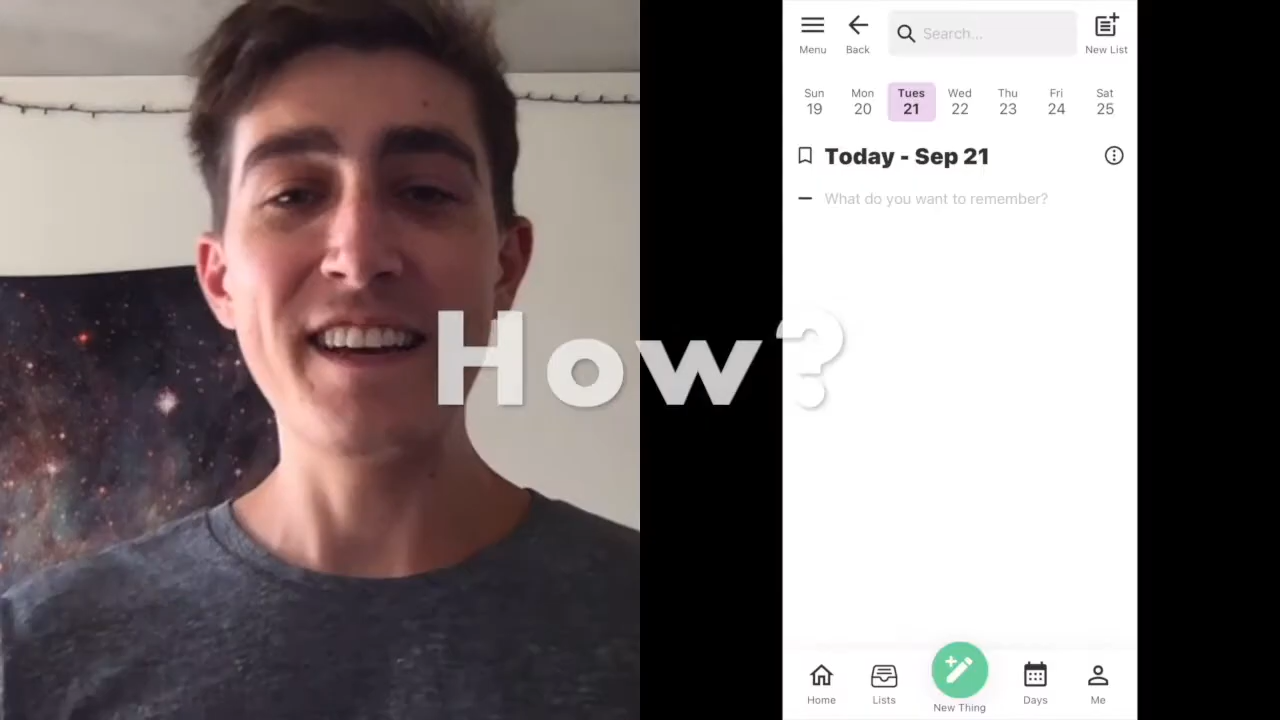 Search...
Menu
Back
New List
Sun Mon Tues Wed Thu Fri Sat
19 20 21 22 23 24 25
Today - Sep 21
What do you want to remember?
How?
Home
Lists
New Thing
Days
Me